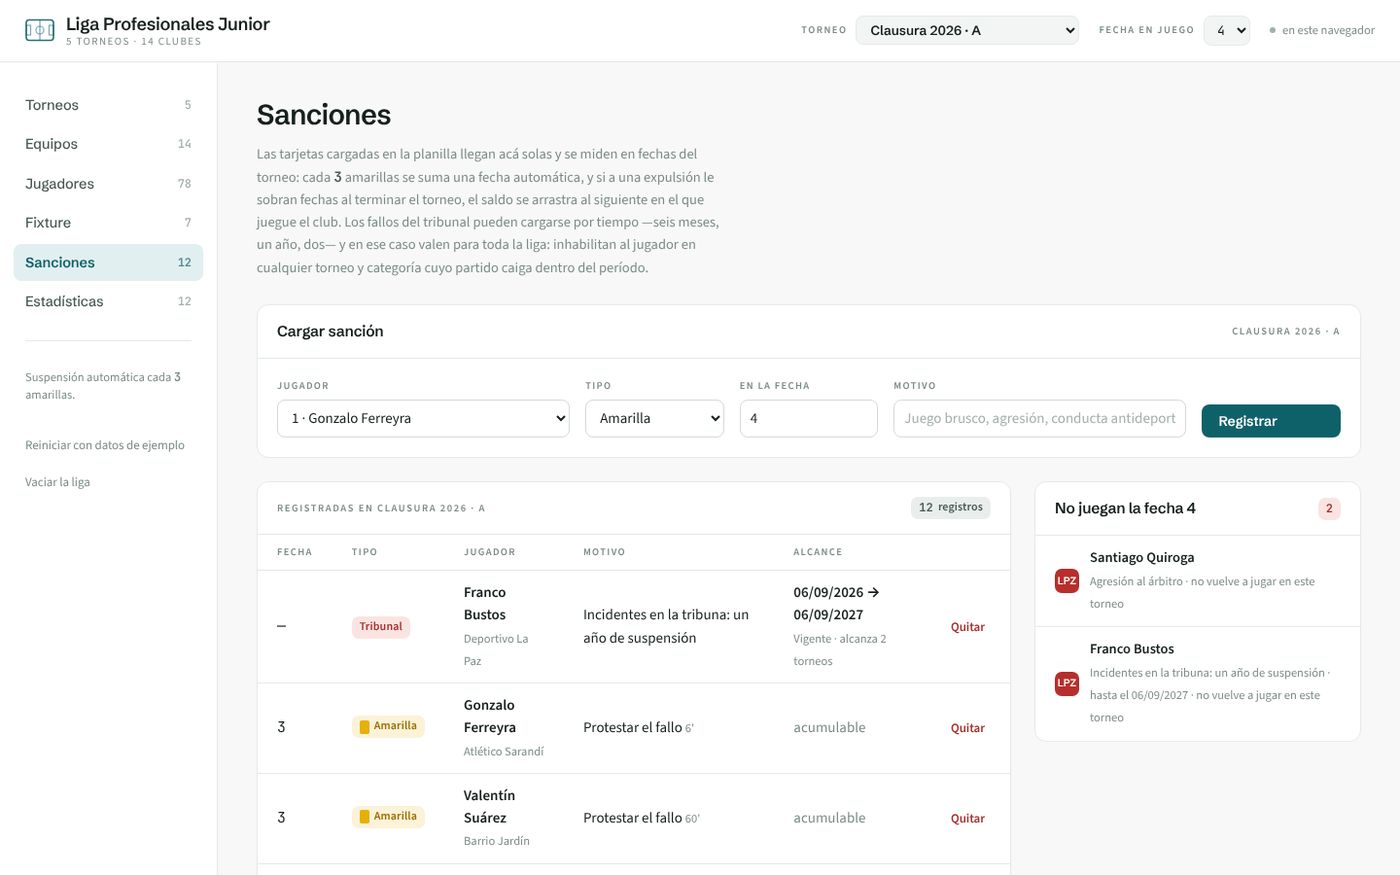 Liga Profesionales Junior
5 TORNEOS · 14 CLUBES
TORNEO
Clausura 2026 · A
FECHA EN JUEGO
4
en este navegador
Torneos 5
Equipos 14
Jugadores 78
Fixture 7
Sanciones 12
Estadísticas 12
Suspensión automática cada 3
amarillas.
Reiniciar con datos de ejemplo
Vaciar la liga
Sanciones
Las tarjetas cargadas en la planilla llegan acá solas y se miden en fechas del
torneo: cada 3 amarillas se suma una fecha automática, y si a una expulsión le
sobran fechas al terminar el torneo, el saldo se arrastra al siguiente en el que
juegue el club. Los fallos del tribunal pueden cargarse por tiempo —seis meses,
un año, dos— y en ese caso valen para toda la liga: inhabilitan al jugador en
cualquier torneo y categoría cuyo partido caiga dentro del período.
Cargar sanción
CLAUSURA 2026 · A
JUGADOR TIPO EN LA FECHA MOTIVO
1 · Gonzalo Ferreyra Amarilla 4 Juego brusco, agresión, conducta antideport Registrar
REGISTRADAS EN CLAUSURA 2026 · A
12 registros
FECHA TIPO JUGADOR MOTIVO ALCANCE
—
Tribunal
Franco
Bustos
Deportivo La
Paz
Incidentes en la tribuna: un
año de suspensión
06/09/2026 →
06/09/2027
Vigente · alcanza 2
torneos
Quitar
3
Amarilla
Gonzalo
Ferreyra
Atlético Sarandí
Protestar el fallo 6'
acumulable
Quitar
3
Amarilla
Valentín
Suárez
Barrio Jardín
Protestar el fallo 60'
acumulable
Quitar
No juegan la fecha 4
2
LPZ
Santiago Quiroga
Agresión al árbitro · no vuelve a jugar en este
torneo
LPZ
Franco Bustos
Incidentes en la tribuna: un año de suspensión ·
hasta el 06/09/2027 · no vuelve a jugar en este
torneo